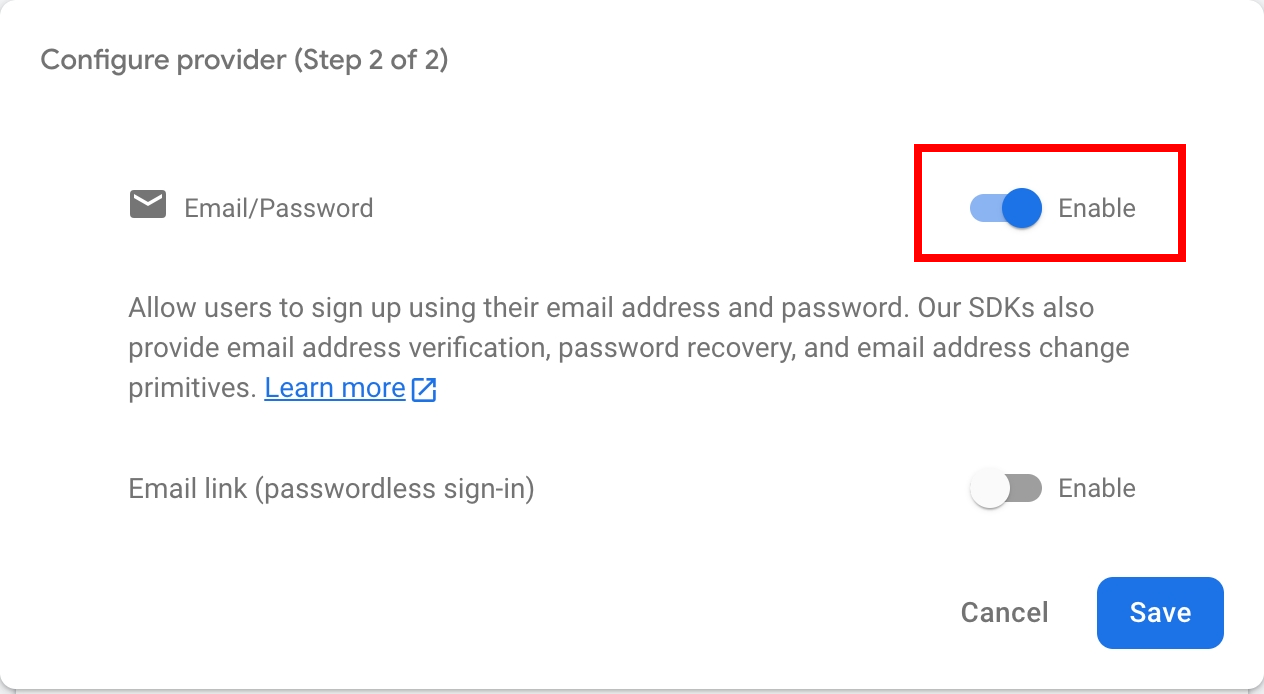 Configure provider (Step 2 of 2)
Email/Password
Enable
Allow users to sign up using their email address and password. Our SDKs also
provide email address verification, password recovery, and email address change
primitives. Learn more
Email link (passwordless sign-in)
Enable
Cancel
Save